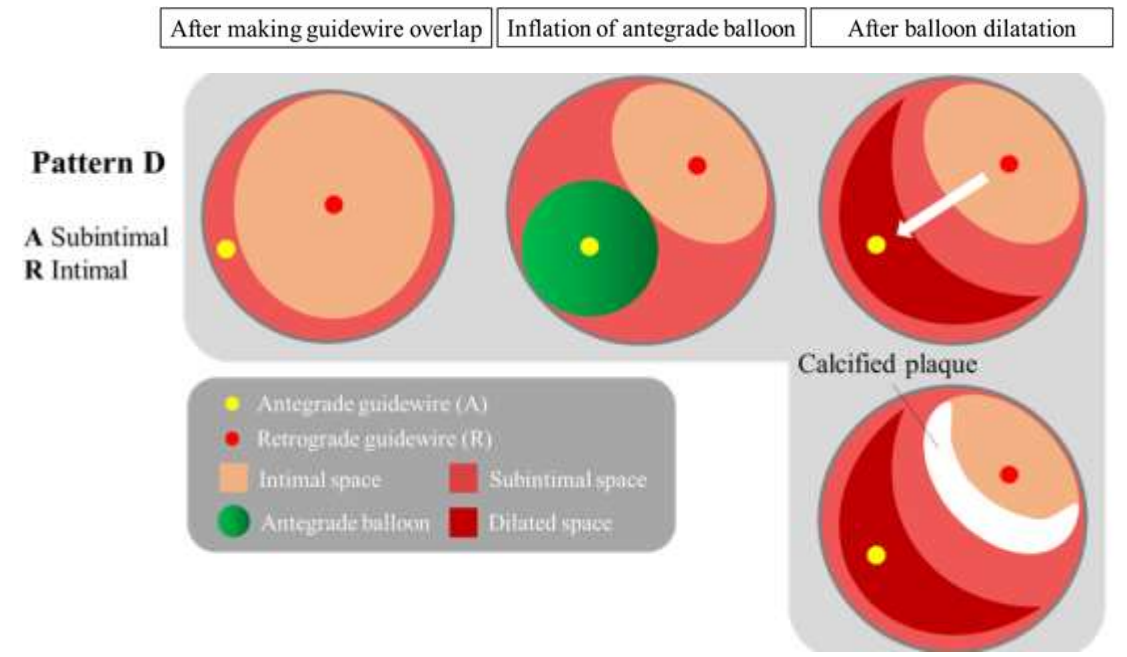 After making guidewire overlap
Inflation of antegrade balloon
After balloon dilatation
Pattern D
A Subintimal
R Intimal
Calcified plaque
Antegrade guidewire (A)
Retrograde guidewire (R)
Intimal space
Subintimal space
Antegrade balloon
Dilated space